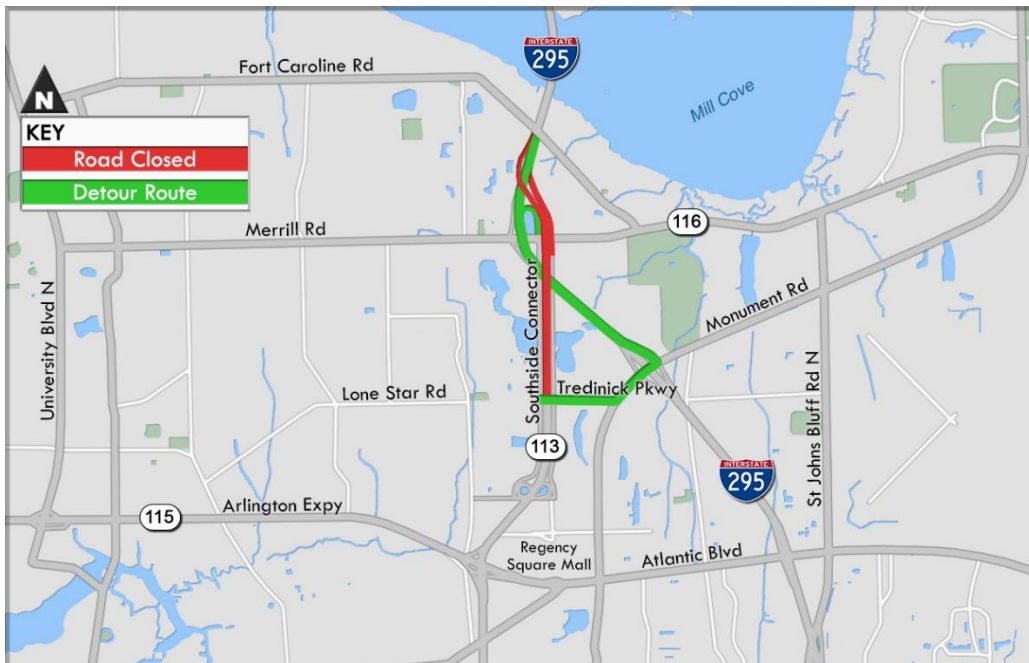 INTERSTATE
295
Fort Caroline Rd
N
Mill Cove
KEY
Road Closed
Detour Route
116
Merrill Rd
University Blvd N
Southside Connector
Monument Rd
St Johns Bluff Rd N
Lone Star Rd
Tredinick Pkwy
113
INTERSTATE
295
115
Arlington Expy
Regency
Square Mall
Atlantic Blvd